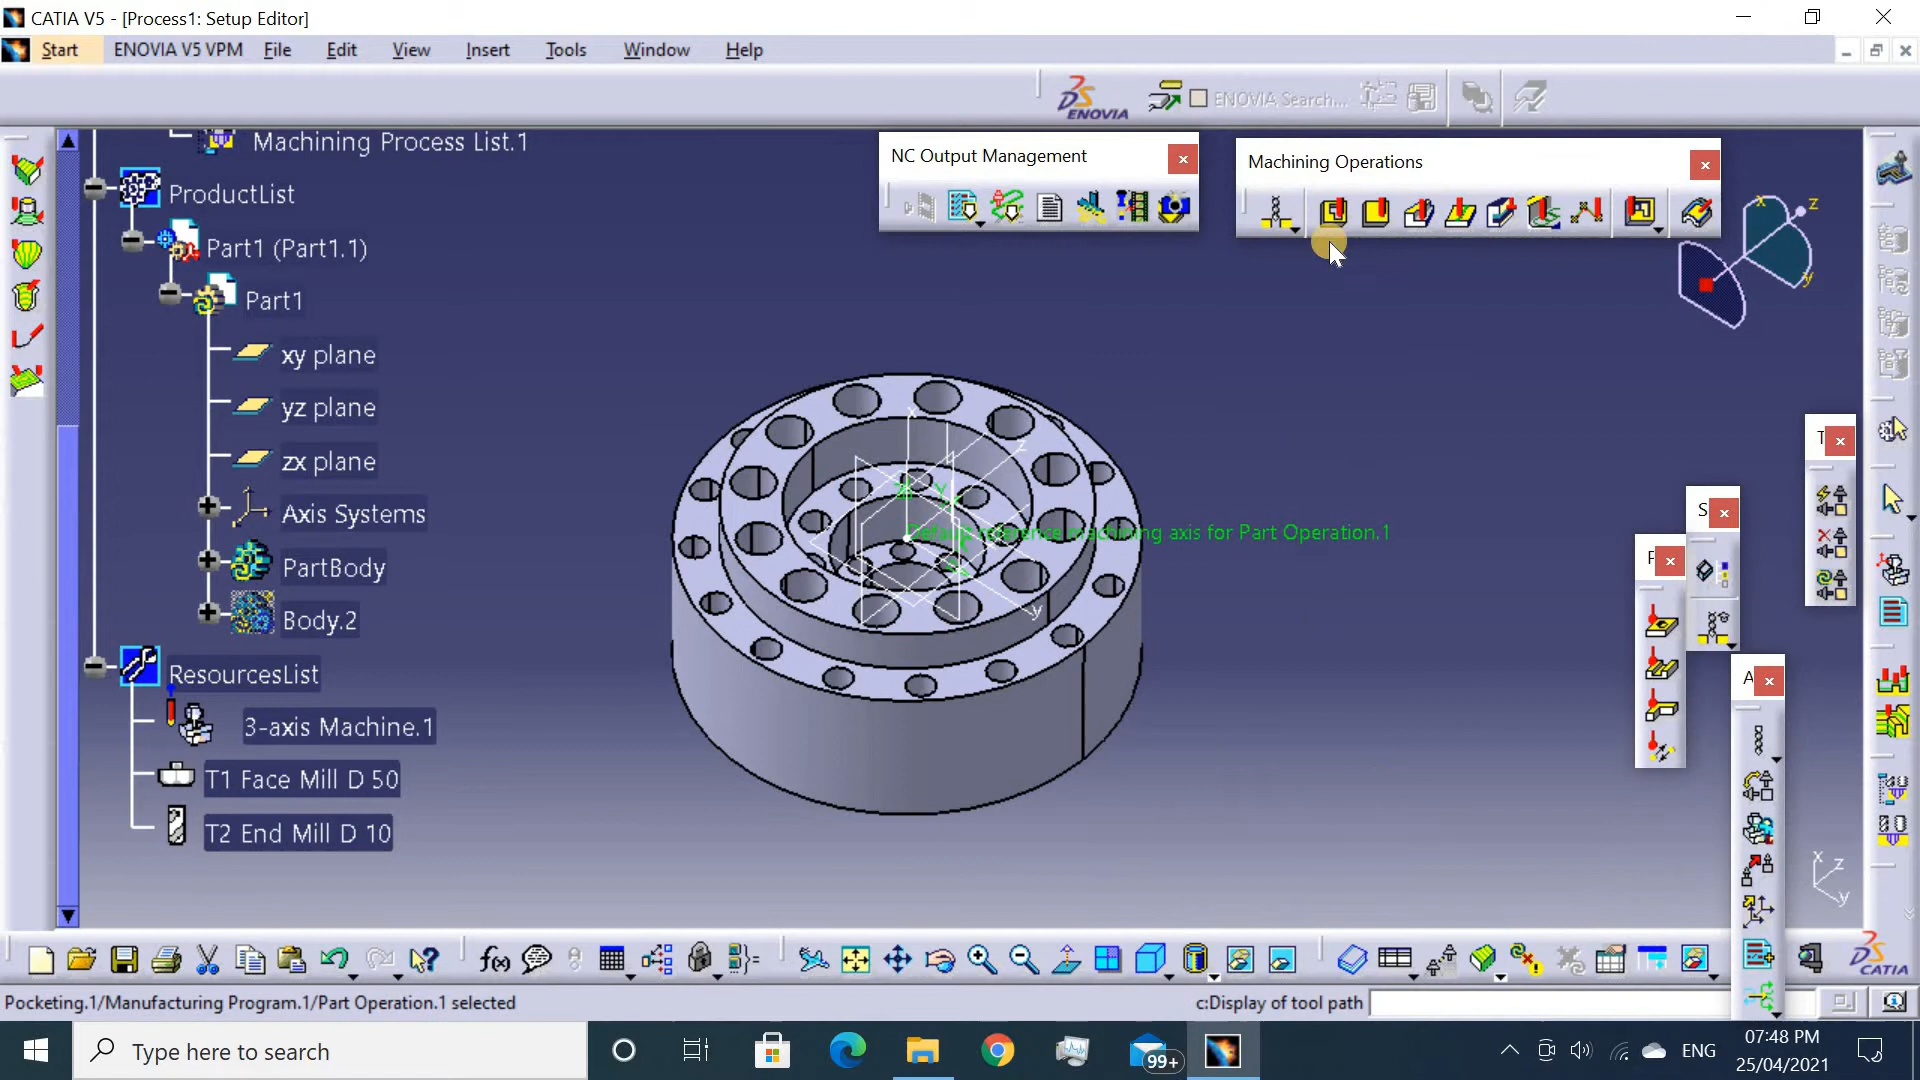 CATIA V5 - [Process1: Setup Editor]
Start ENOVIA V5 VPM File Edit View Insert Tools Window Help
DS ENOVIA
ENOVIA Search...
Machining Process List.1
ProductList
Part1 (Part1.1)
Part1
xy plane
yz plane
zx plane
Axis Systems
PartBody
Body.2
ResourcesList
3-axis Machine.1
T1 Face Mill D 50
T2 End Mill D 10
NC Output Management
Machining Operations
x
z
y
Default reference machining axis for Part Operation.1
x
z
y
T
S
F
A
x
z
y
f(x)
DS CATIA
Pocketing.1/Manufacturing Program.1/Part Operation.1 selected
c:Display of tool path
Type here to search
99+
ENG
07:48 PM
25/04/2021